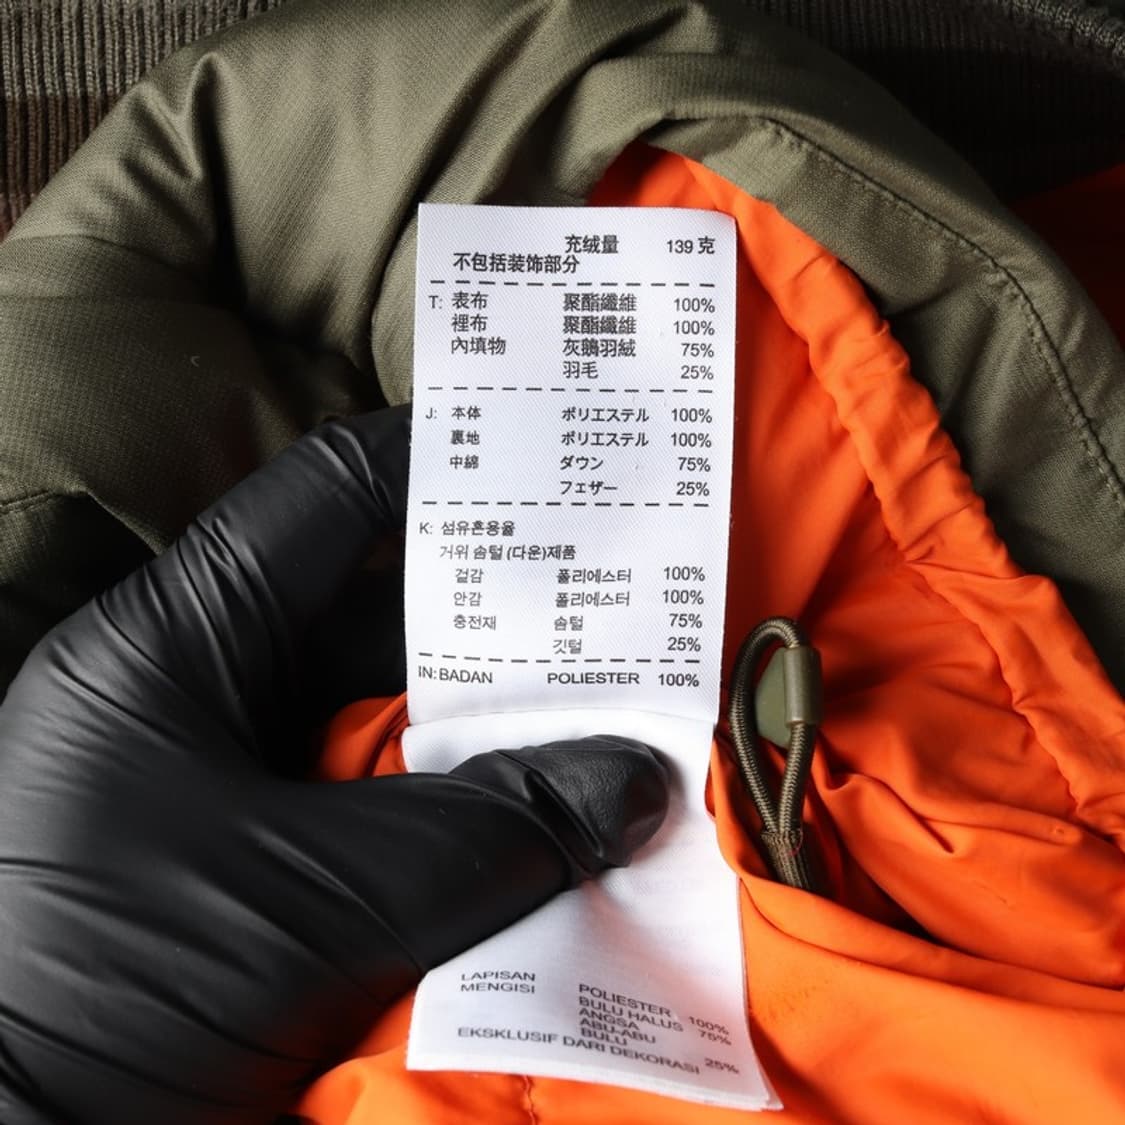 充绒量 139 克
不包括装饰部分
T: 表布 聚酯纖維 100%
裡布 聚酯纖維 100%
內填物 灰鵝羽絨 75%
羽毛 25%
J: 本体 ポリエステル 100%
裏地 ポリエステル 100%
中綿 ダウン 75%
フェザー 25%
K: 섬유혼용율
거위 솜털 (다운)제품
겉감 폴리에스터 100%
안감 폴리에스터 100%
충전재 솜털 75%
깃털 25%
IN: BADAN POLIESTER 100%
LAPISAN POLIESTER 100%
MENGISI BULU HALUS 75%
ANGSA
ABU-ABU
BULU 25%
EKSKLUSIF DARI DEKORASI